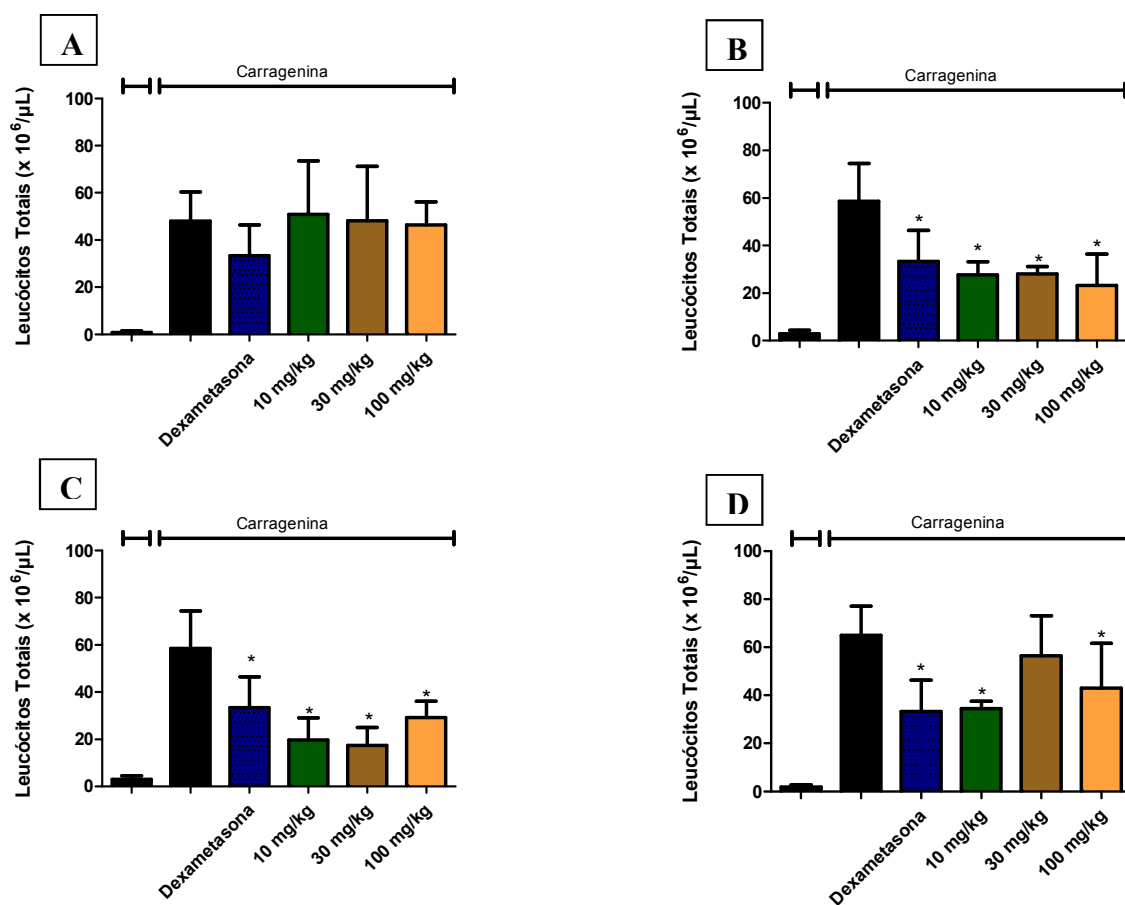 A
Carragenina
Leucócitos Totais (x 10⁶/µL)
100
80
60
40
20
0
Dexametasona
10 mg/kg
30 mg/kg
100 mg/kg
B
Carragenina
Leucócitos Totais (x 10⁶/µL)
100
80
60
40
20
0
*
*
*
*
Dexametasona
10 mg/kg
30 mg/kg
100 mg/kg
C
Carragenina
Leucócitos Totais (x 10⁶/µL)
100
80
60
40
20
0
*
*
*
*
Dexametasona
10 mg/kg
30 mg/kg
100 mg/kg
D
Carragenina
Leucócitos Totais (x 10⁶/µL)
100
80
60
40
20
0
*
*
*
Dexametasona
10 mg/kg
30 mg/kg
100 mg/kg